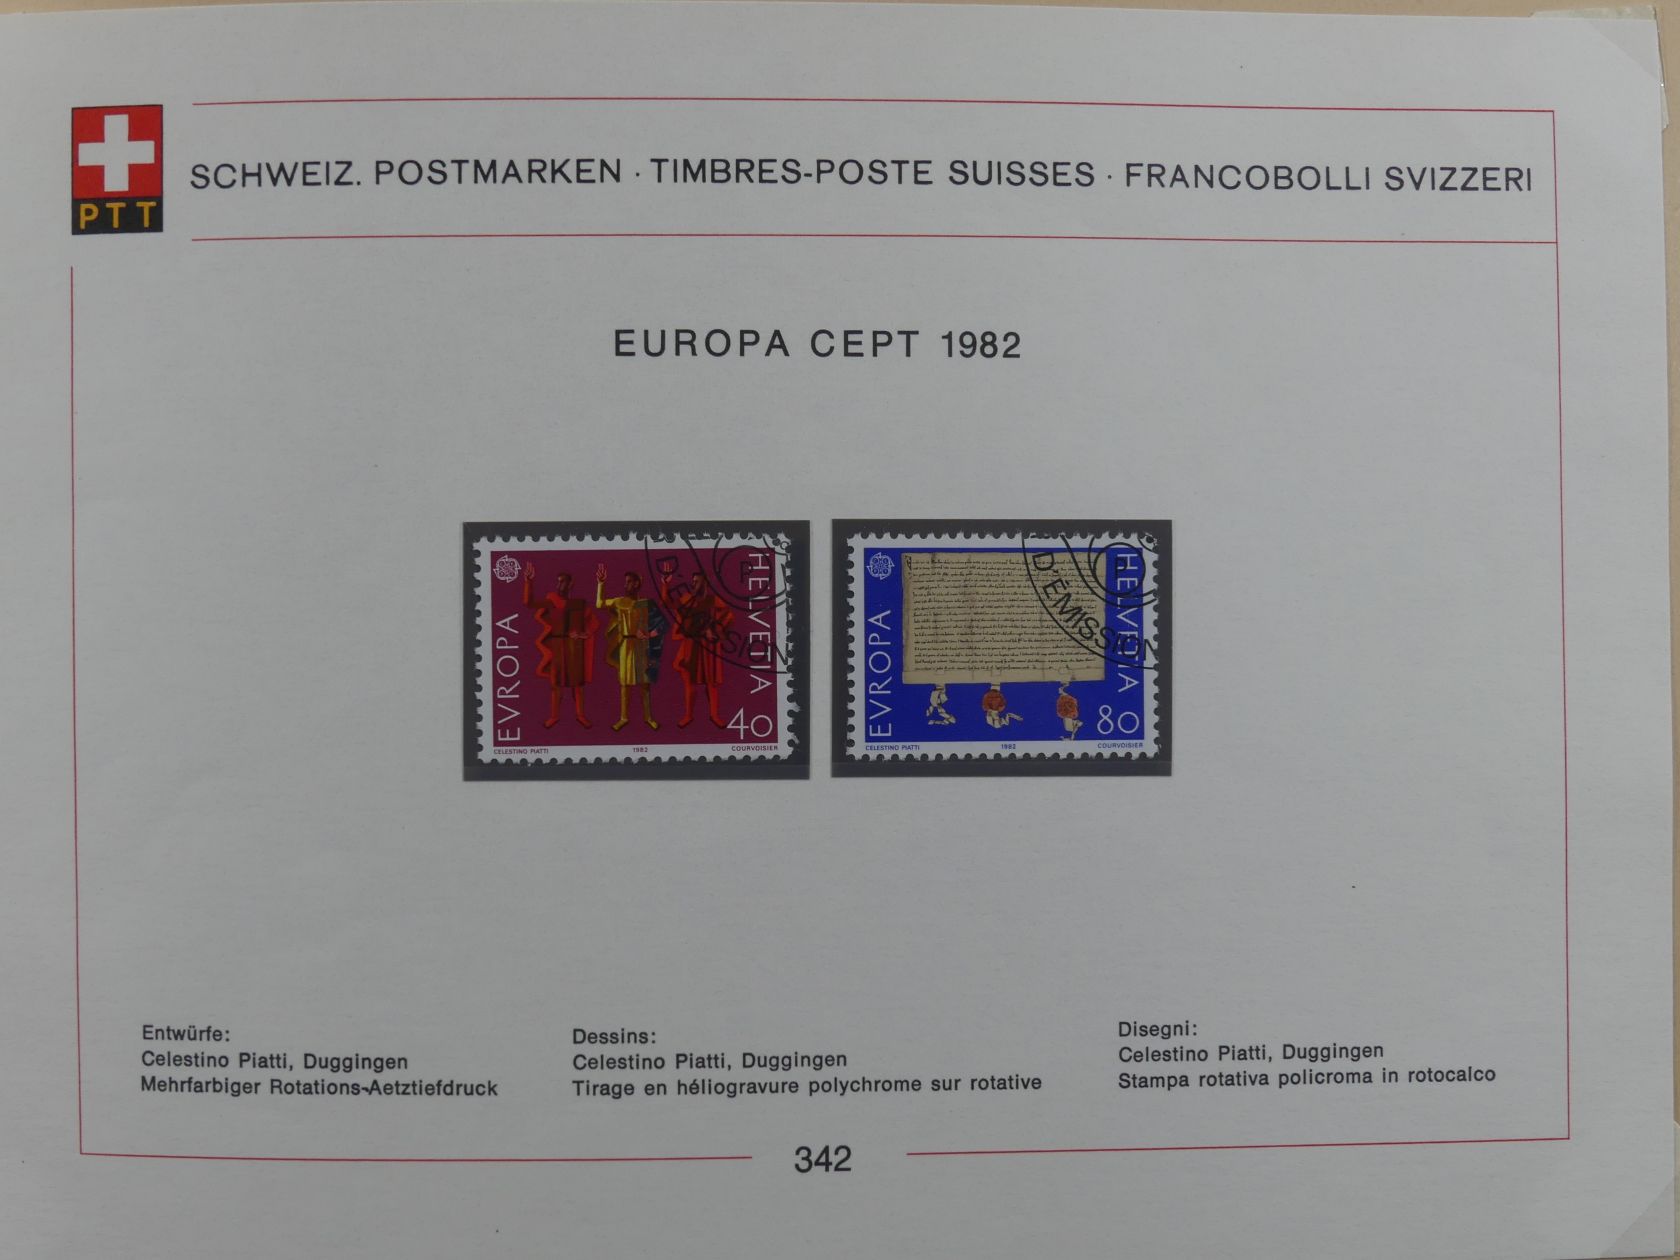 PTT
SCHWEIZ. POSTMARKEN · TIMBRES-POSTE SUISSES · FRANCOBOLLI SVIZZERI
EUROPA CEPT 1982
EVROPA
HELVETIA
40
D'ÉMISSION
P
CELESTINO PIATTI 1982 COURVOISIER
EVROPA
HELVETIA
80
D'ÉMISSION
P
CELESTINO PIATTI 1982 COURVOISIER
Entwürfe:
Celestino Piatti, Duggingen
Mehrfarbiger Rotations-Aetztiefdruck
Dessins:
Celestino Piatti, Duggingen
Tirage en héliogravure polychrome sur rotative
Disegni:
Celestino Piatti, Duggingen
Stampa rotativa policroma in rotocalco
342